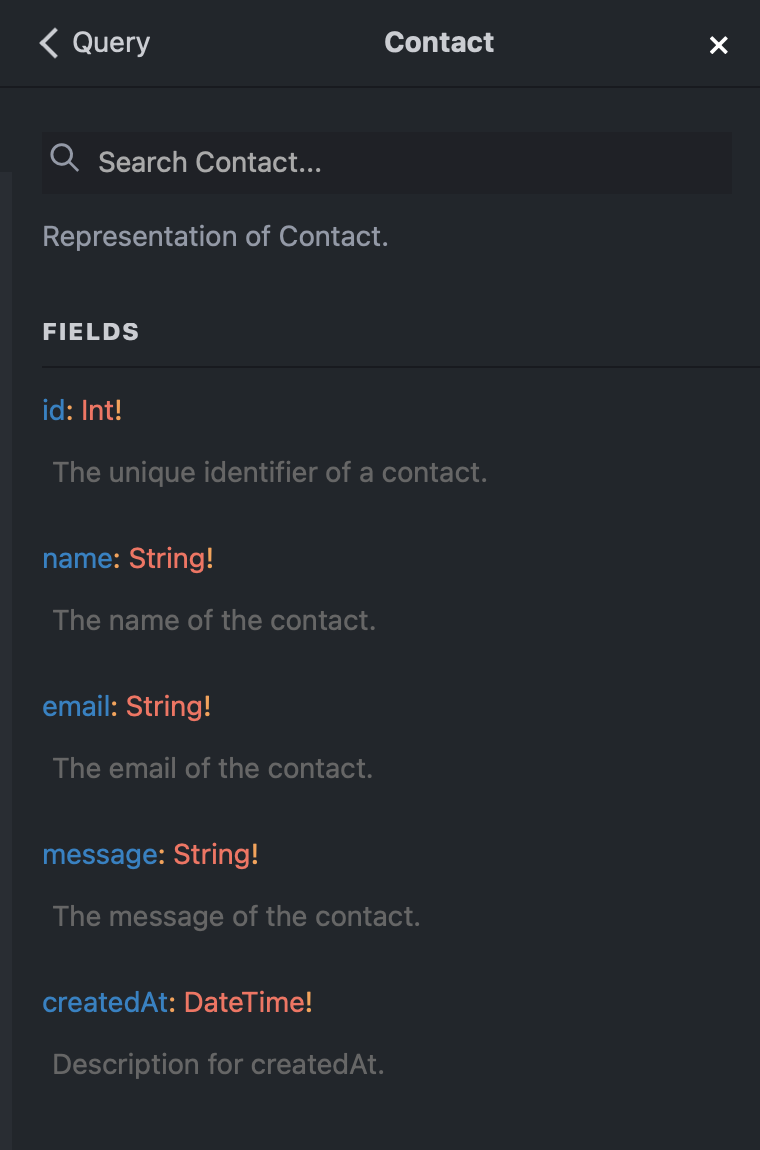 Query
Contact
Search Contact...
Representation of Contact.
FIELDS
id: Int!
The unique identifier of a contact.
name: String!
The name of the contact.
email: String!
The email of the contact.
message: String!
The message of the contact.
createdAt: DateTime!
Description for createdAt.